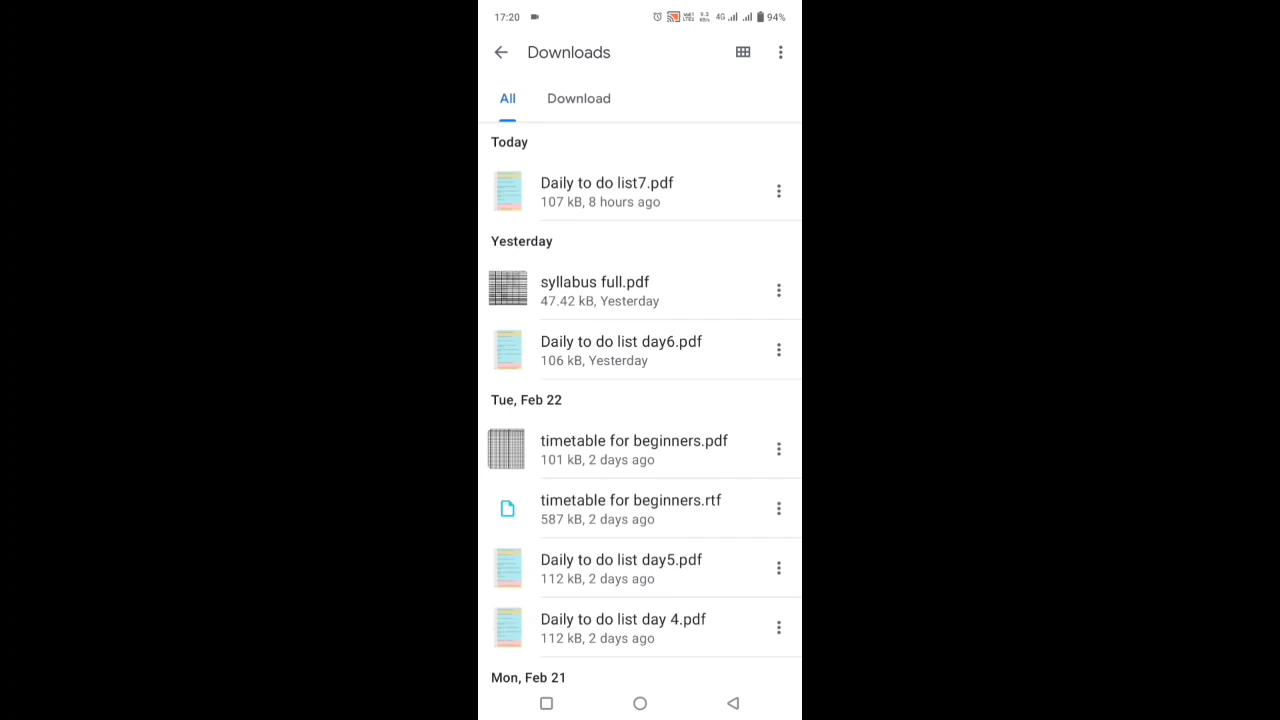 17:20 4G 94%
Downloads
All Download
Today
Daily to do list7.pdf
107 kB, 8 hours ago
Yesterday
syllabus full.pdf
47.42 kB, Yesterday
Daily to do list day6.pdf
106 kB, Yesterday
Tue, Feb 22
timetable for beginners.pdf
101 kB, 2 days ago
timetable for beginners.rtf
587 kB, 2 days ago
Daily to do list day5.pdf
112 kB, 2 days ago
Daily to do list day 4.pdf
112 kB, 2 days ago
Mon, Feb 21